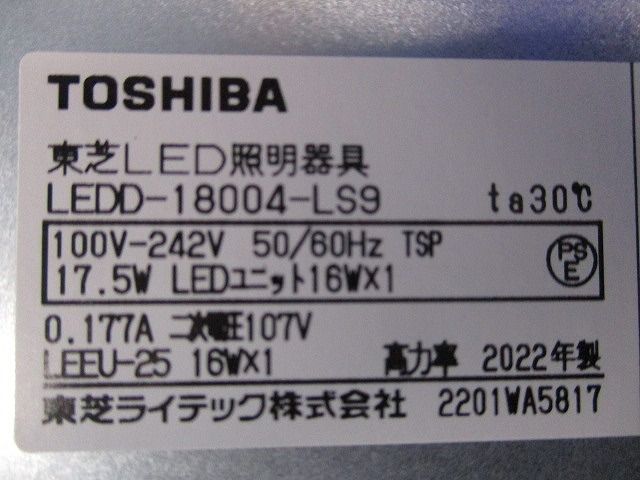 TOSHIBA
東芝LED照明器具
LEDD-18004-LS9 ta30℃
100V-242V 50/60Hz TSP
PSE
17.5W LEDユニット16W×1
0.177A 二次電圧107V
LEEU-25 16W×1 高力率 2022年製
東芝ライテック株式会社 2201WA5817